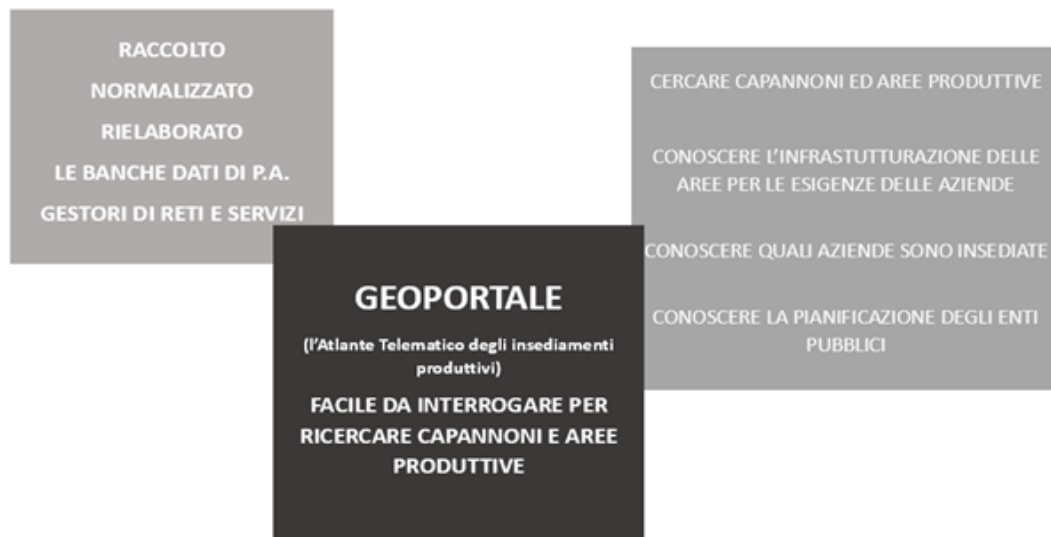 RACCOLTO
NORMALIZZATO
RIELABORATO
LE BANCHE DATI DI P.A.
GESTORI DI RETI E SERVIZI
GEOPORTALE
(l'Atlante Telematico degli insediamenti
produttivi)
FACILE DA INTERROGARE PER
RICERCARE CAPANNONI E AREE
PRODUTTIVE
CERCARE CAPANNONI ED AREE PRODUTTIVE
CONOSCERE L'INFRASTUTTURAZIONE DELLE
AREE PER LE ESIGENZE DELLE AZIENDE
CONOSCERE QUALI AZIENDE SONO INSEDIATE
CONOSCERE LA PIANIFICAZIONE DEGLI ENTI
PUBBLICI